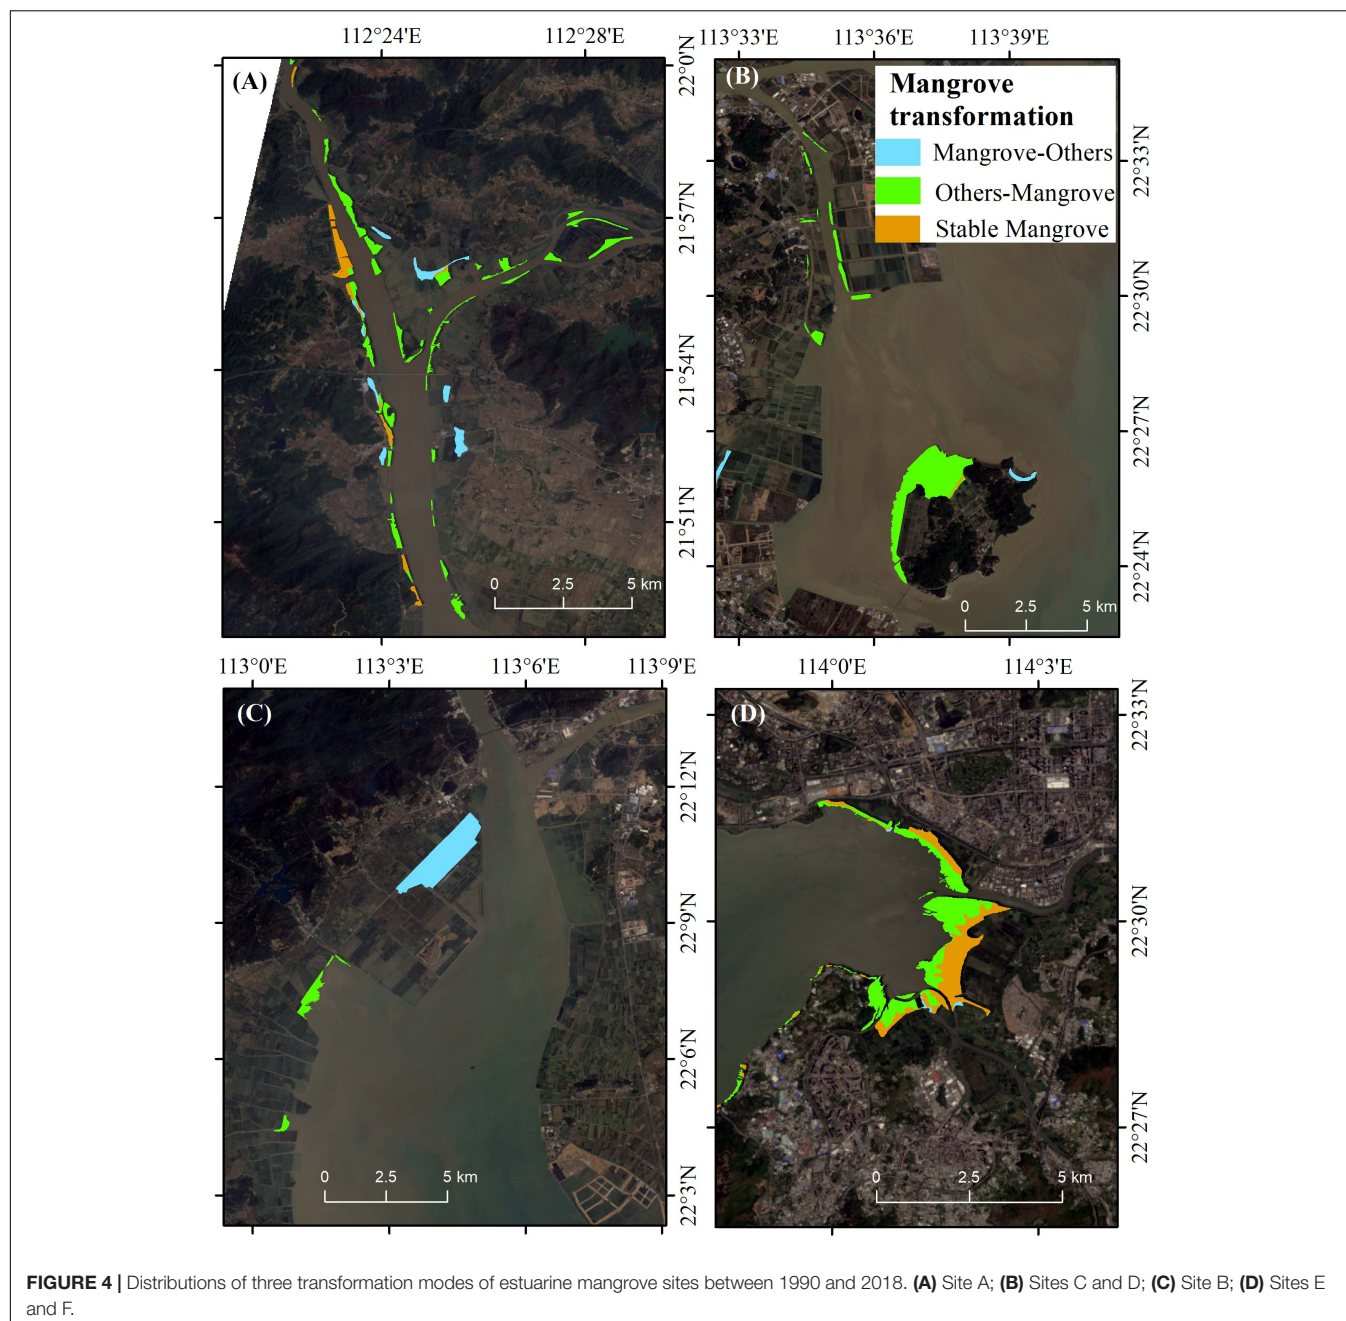 112°24'E 112°28'E
113°33'E 113°36'E 113°39'E
(A)
22°0'N
21°57'N
21°54'N
21°51'N
0 2.5 5 km
(B)
Mangrove
transformation
Mangrove-Others
Others-Mangrove
Stable Mangrove
22°33'N
22°30'N
22°27'N
22°24'N
0 2.5 5 km
113°0'E 113°3'E 113°6'E 113°9'E
114°0'E 114°3'E
(C)
22°12'N
22°9'N
22°6'N
22°3'N
0 2.5 5 km
(D)
22°33'N
22°30'N
22°27'N
0 2.5 5 km
FIGURE 4 | Distributions of three transformation modes of estuarine mangrove sites between 1990 and 2018. (A) Site A; (B) Sites C and D; (C) Site B; (D) Sites E
and F.